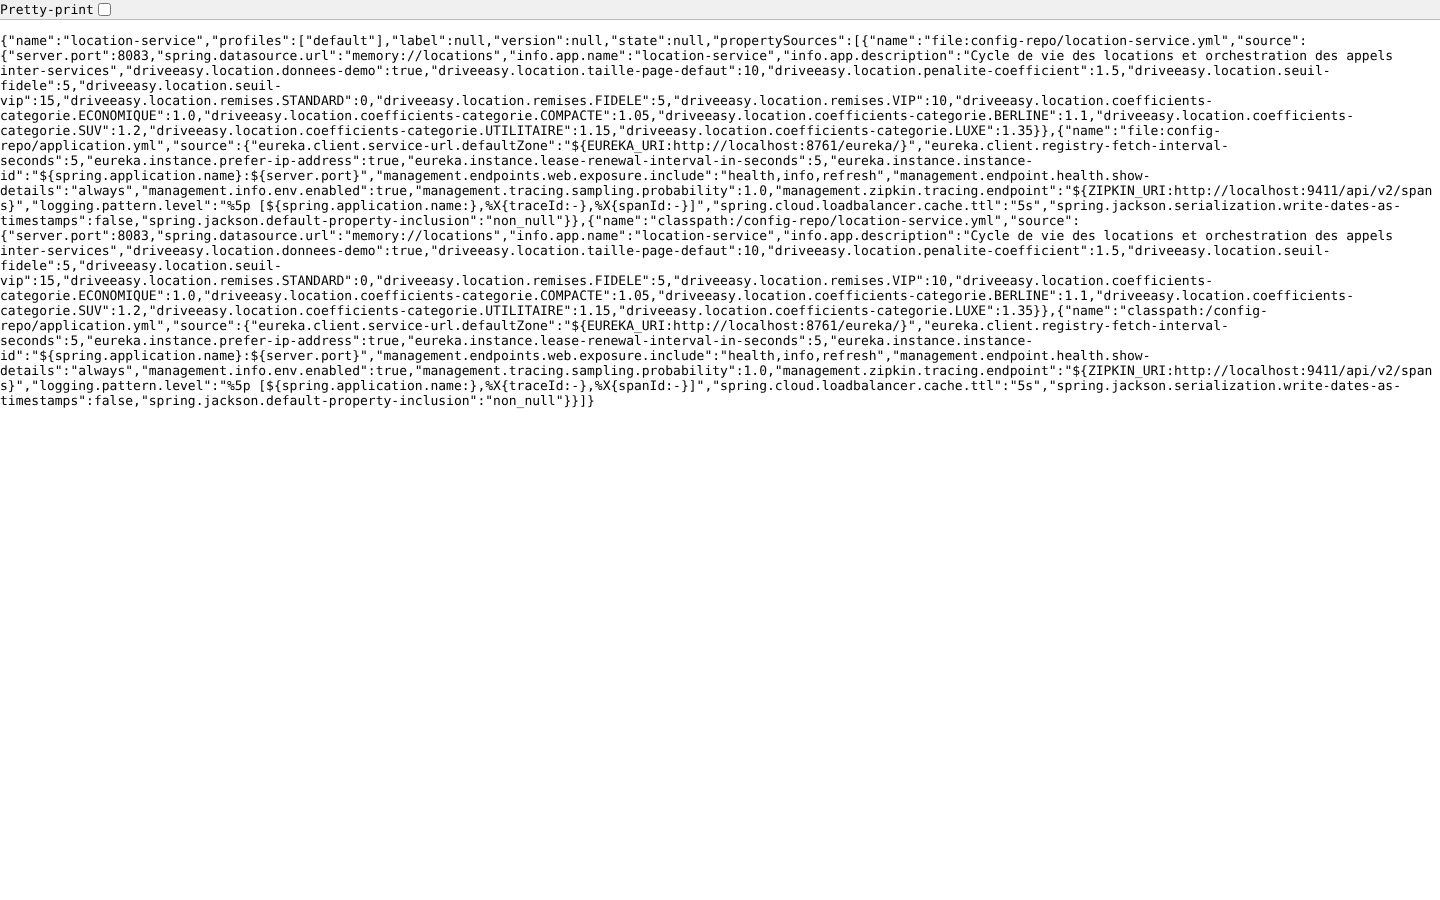 Pretty-print
{"name":"location-service","profiles":["default"],"label":null,"version":null,"state":null,"propertySources":[{"name":"file:config-repo/location-service.yml","source":
{"server.port":8083,"spring.datasource.url":"memory://locations","info.app.name":"location-service","info.app.description":"Cycle de vie des locations et orchestration des appels
inter-services","driveeasy.location.donnees-demo":true,"driveeasy.location.taille-page-defaut":10,"driveeasy.location.penalite-coefficient":1.5,"driveeasy.location.seuil-
fidele":5,"driveeasy.location.seuil-
vip":15,"driveeasy.location.remises.STANDARD":0,"driveeasy.location.remises.FIDELE":5,"driveeasy.location.remises.VIP":10,"driveeasy.location.coefficients-
categorie.ECONOMIQUE":1.0,"driveeasy.location.coefficients-categorie.COMPACTE":1.05,"driveeasy.location.coefficients-categorie.BERLINE":1.1,"driveeasy.location.coefficients-
categorie.SUV":1.2,"driveeasy.location.coefficients-categorie.UTILITAIRE":1.15,"driveeasy.location.coefficients-categorie.LUXE":1.35}},{"name":"file:config-
repo/application.yml","source":{"eureka.client.service-url.defaultZone":"${EUREKA_URI:http://localhost:8761/eureka/}","eureka.client.registry-fetch-interval-
seconds":5,"eureka.instance.prefer-ip-address":true,"eureka.instance.lease-renewal-interval-in-seconds":5,"eureka.instance.instance-
id":"${spring.application.name}:${server.port}","management.endpoints.web.exposure.include":"health,info,refresh","management.endpoint.health.show-
details":"always","management.info.env.enabled":true,"management.tracing.sampling.probability":1.0,"management.zipkin.tracing.endpoint":"${ZIPKIN_URI:http://localhost:9411/api/v2/span
s}","logging.pattern.level":"%5p [${spring.application.name:},%X{traceId:-},%X{spanId:-}]","spring.cloud.loadbalancer.cache.ttl":"5s","spring.jackson.serialization.write-dates-as-
timestamps":false,"spring.jackson.default-property-inclusion":"non_null"}},{"name":"classpath:/config-repo/location-service.yml","source":
{"server.port":8083,"spring.datasource.url":"memory://locations","info.app.name":"location-service","info.app.description":"Cycle de vie des locations et orchestration des appels
inter-services","driveeasy.location.donnees-demo":true,"driveeasy.location.taille-page-defaut":10,"driveeasy.location.penalite-coefficient":1.5,"driveeasy.location.seuil-
fidele":5,"driveeasy.location.seuil-
vip":15,"driveeasy.location.remises.STANDARD":0,"driveeasy.location.remises.FIDELE":5,"driveeasy.location.remises.VIP":10,"driveeasy.location.coefficients-
categorie.ECONOMIQUE":1.0,"driveeasy.location.coefficients-categorie.COMPACTE":1.05,"driveeasy.location.coefficients-categorie.BERLINE":1.1,"driveeasy.location.coefficients-
categorie.SUV":1.2,"driveeasy.location.coefficients-categorie.UTILITAIRE":1.15,"driveeasy.location.coefficients-categorie.LUXE":1.35}},{"name":"classpath:/config-
repo/application.yml","source":{"eureka.client.service-url.defaultZone":"${EUREKA_URI:http://localhost:8761/eureka/}","eureka.client.registry-fetch-interval-
seconds":5,"eureka.instance.prefer-ip-address":true,"eureka.instance.lease-renewal-interval-in-seconds":5,"eureka.instance.instance-
id":"${spring.application.name}:${server.port}","management.endpoints.web.exposure.include":"health,info,refresh","management.endpoint.health.show-
details":"always","management.info.env.enabled":true,"management.tracing.sampling.probability":1.0,"management.zipkin.tracing.endpoint":"${ZIPKIN_URI:http://localhost:9411/api/v2/span
s}","logging.pattern.level":"%5p [${spring.application.name:},%X{traceId:-},%X{spanId:-}]","spring.cloud.loadbalancer.cache.ttl":"5s","spring.jackson.serialization.write-dates-as-
timestamps":false,"spring.jackson.default-property-inclusion":"non_null"}}]}